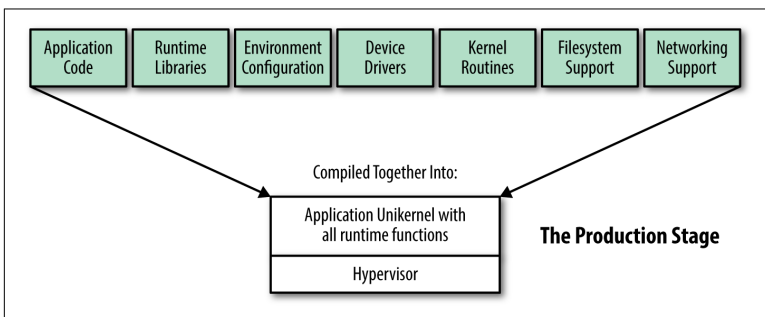 Application
Code
Runtime
Libraries
Environment
Configuration
Device
Drivers
Kernel
Routines
Filesystem
Support
Networking
Support
Compiled Together Into:
Application Unikernel with
all runtime functions
Hypervisor
The Production Stage